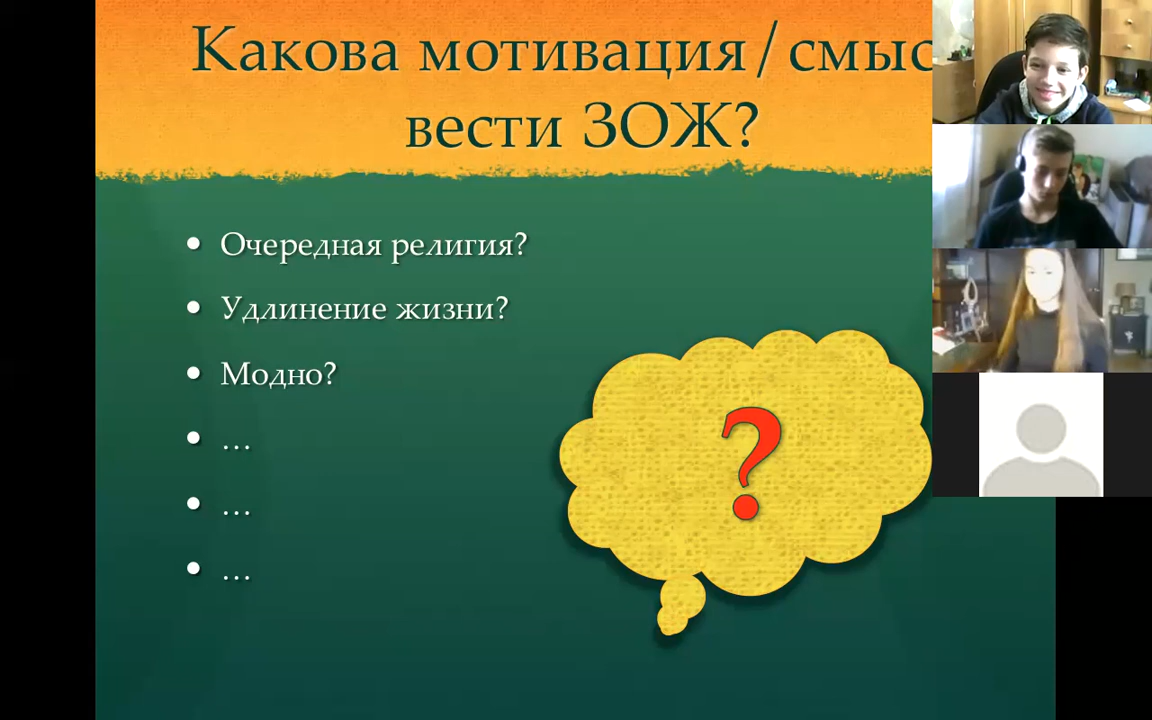 Какова мотивация/смыс
вести ЗОЖ?
• Очередная религия?
• Удлинение жизни?
• Модно?
• …
• …
• …
?